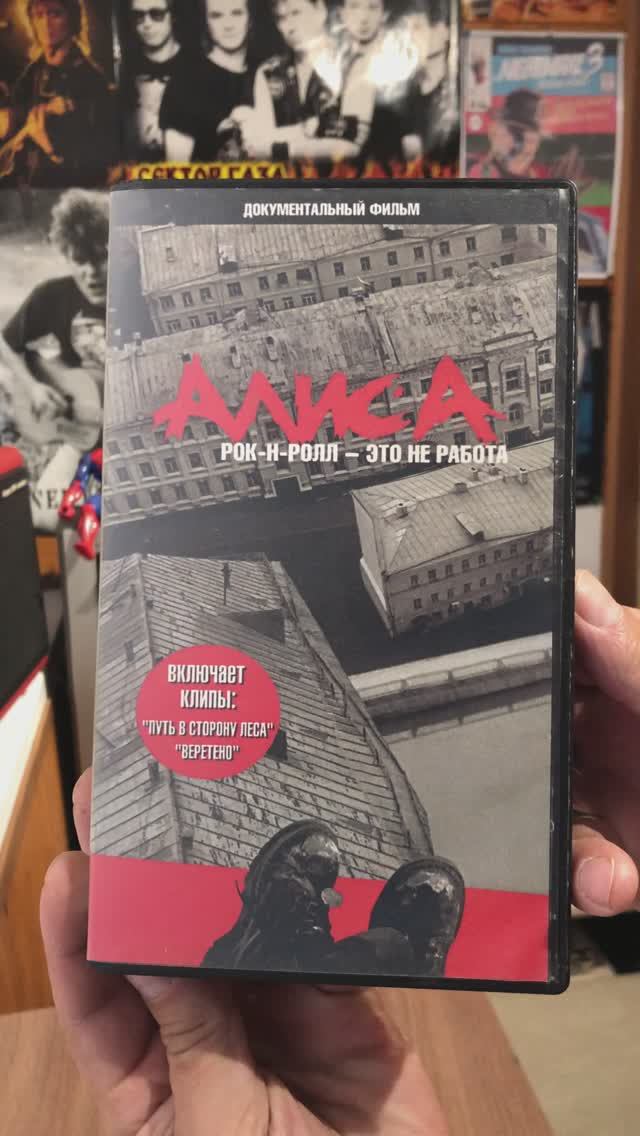 СЕКТОР ГАЗА
ДОКУМЕНТАЛЬНЫЙ ФИЛЬМ
АЛИСА
РОК-Н-РОЛЛ – ЭТО НЕ РАБОТА
ВКЛЮЧАЕТ
КЛИПЫ:
"ПУТЬ В СТОРОНУ ЛЕСА"
"ВЕРЕТЕНО"